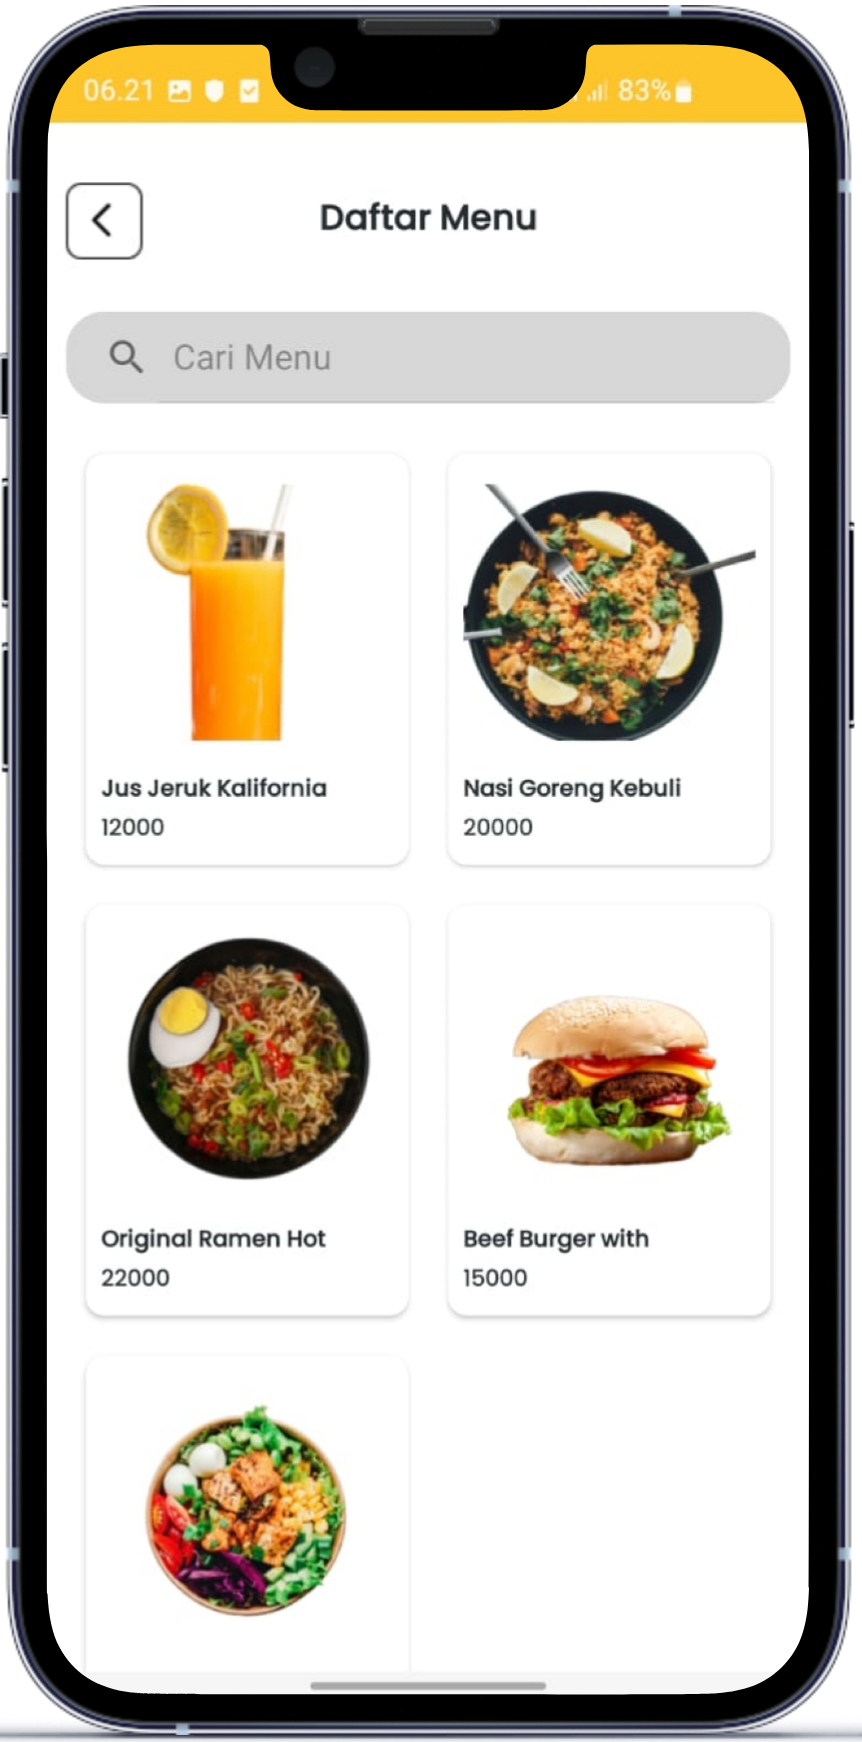 06.21 83%
Daftar Menu
Cari Menu
Jus Jeruk Kalifornia
12000
Nasi Goreng Kebuli
20000
Original Ramen Hot
22000
Beef Burger with
15000